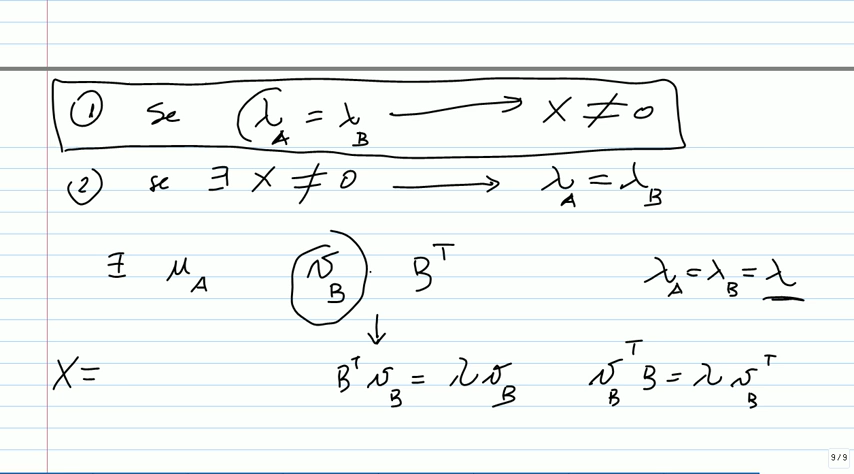 ① se (λ_A = λ_B ⟶ X ≠ 0
② se ∃ X ≠ 0 ⟶ λ_A = λ_B
∃ μ_A v_B B^T λ_A = λ_B = λ
↓
X = B^T v_B = λ v_B v_B^T B = λ v_B^T
9/9